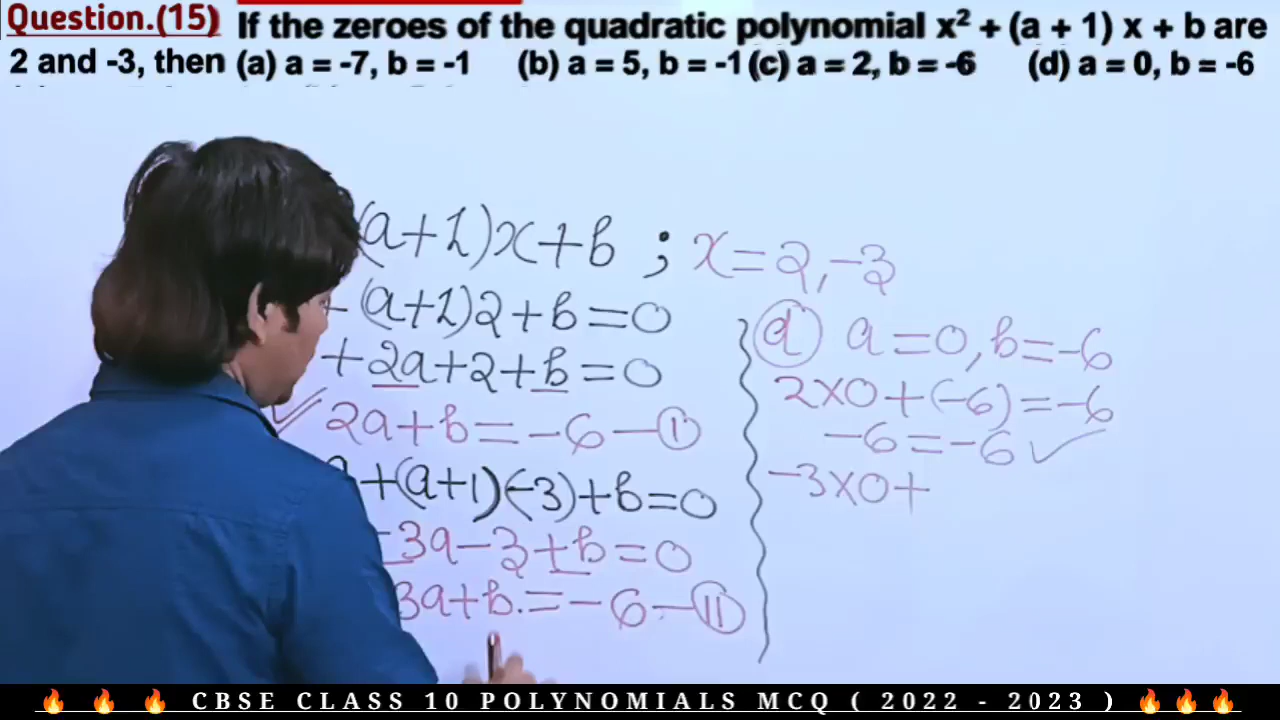 Question.(15) If the zeroes of the quadratic polynomial x² + (a + 1) x + b are
2 and -3, then (a) a = -7, b = -1 (b) a = 5, b = -1 (c) a = 2, b = -6 (d) a = 0, b = -6
(a+1)x+b ; x=2,-3
(a+1)2+b=0
+2a+2+b=0
2a+b=-6-(I)
+(a+1)(-3)+b=0
-3a-3+b=0
3a+b.=-6-(II)
(d) a=0,b=-6
2×0+(-6)=-6
-6=-6✓
-3×0+
🔥 🔥 🔥 CBSE CLASS 10 POLYNOMIALS MCQ ( 2022 - 2023 ) 🔥🔥🔥